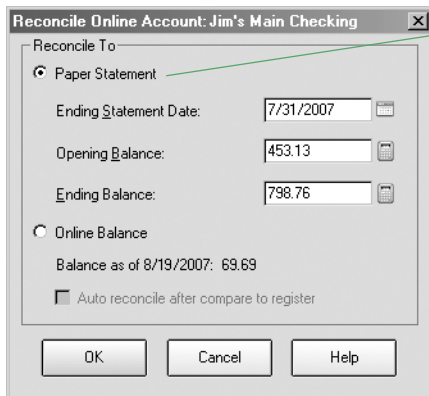 Reconcile Online Account: Jim's Main Checking
Reconcile To
Paper Statement
Ending Statement Date: 7/31/2007
Opening Balance: 453.13
Ending Balance: 798.76
Online Balance
Balance as of 8/19/2007: 69.69
Auto reconcile after compare to register
OK Cancel Help